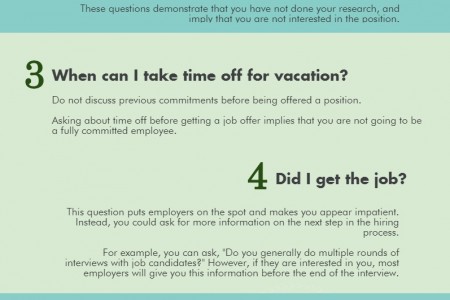 These questions demonstrate that you have not done your research, and
imply that you are not interested in the position.
3 When can I take time off for vacation?
Do not discuss previous commitments before being offered a position.
Asking about time off before getting a job offer implies that you are not going to be
a fully committed employee.
4 Did I get the job?
This question puts employers on the spot and makes you appear impatient.
Instead, you could ask for more information on the next step in the hiring
process.
For example, you can ask, "Do you generally do multiple rounds of
interviews with job candidates?" However, if they are interested in you, most
employers will give you this information before the end of the interview.